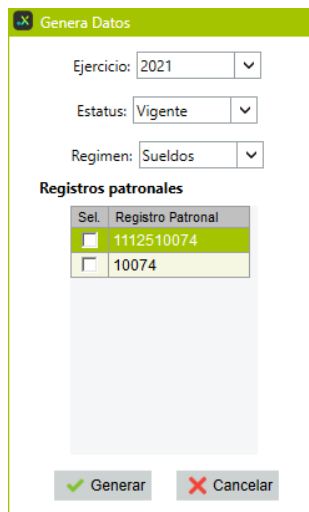 Genera Datos
Ejercicio: 2021
Estatus: Vigente
Regimen: Sueldos
Registros patronales
Sel. Registro Patronal
1112510074
10074
Generar Cancelar